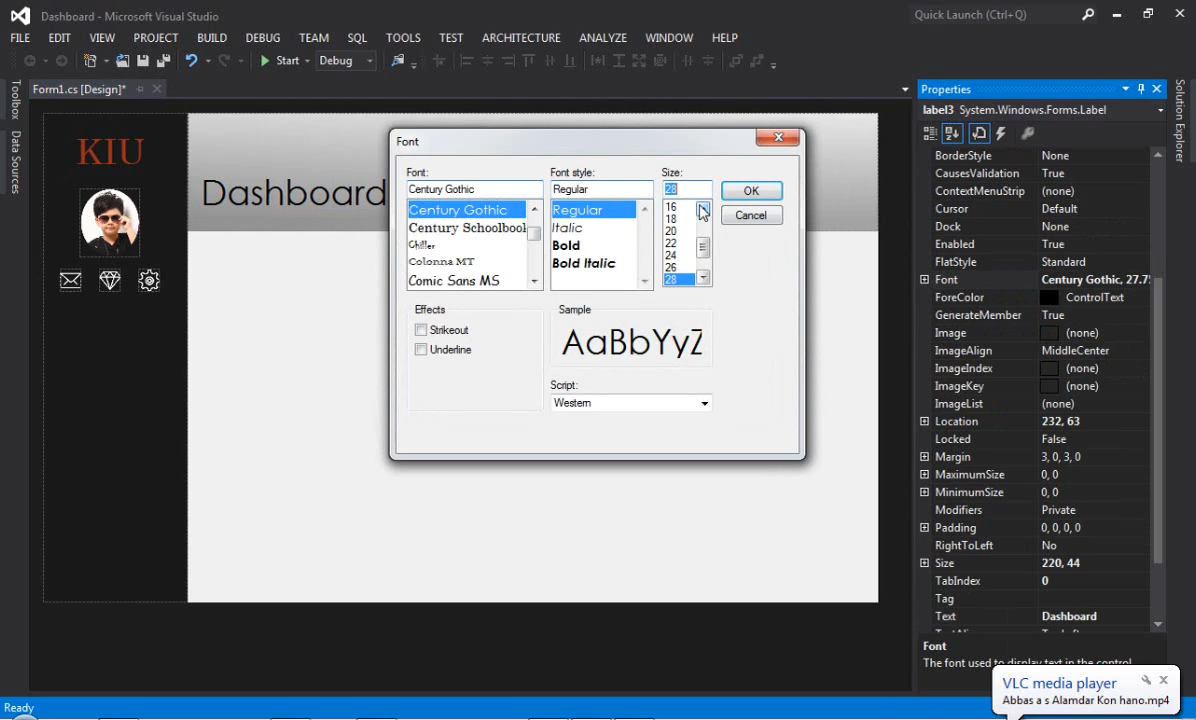 Dashboard - Microsoft Visual Studio
Quick Launch (Ctrl+Q)
FILE EDIT VIEW PROJECT BUILD DEBUG TEAM SQL TOOLS TEST ARCHITECTURE ANALYZE WINDOW HELP
Start Debug
Form1.cs [Design]*
Toolbox
Data Sources
Solution Explorer
KIU
Dashboard
Font
Font:
Font style:
Size:
Century Gothic
Regular
28
OK
Cancel
Century Gothic
Century Schoolbook
Chiller
Colonna MT
Comic Sans MS
Regular
Italic
Bold
Bold Italic
16
18
20
22
24
26
28
Effects
Strikeout
Underline
Sample
AaBbYyZ
Script:
Western
Properties
label3 System.Windows.Forms.Label
BorderStyle None
CausesValidation True
ContextMenuStrip (none)
Cursor Default
Dock None
Enabled True
FlatStyle Standard
Font Century Gothic, 27.75
ForeColor ControlText
GenerateMember True
Image (none)
ImageAlign MiddleCenter
ImageIndex (none)
ImageKey (none)
ImageList (none)
Location 232, 63
Locked False
Margin 3, 0, 3, 0
MaximumSize 0, 0
MinimumSize 0, 0
Modifiers Private
Padding 0, 0, 0, 0
RightToLeft No
Size 220, 44
TabIndex 0
Tag
Text Dashboard
Font
The font used to display text in the control.
VLC media player
Abbas a s Alamdar Kon hano.mp4
Ready